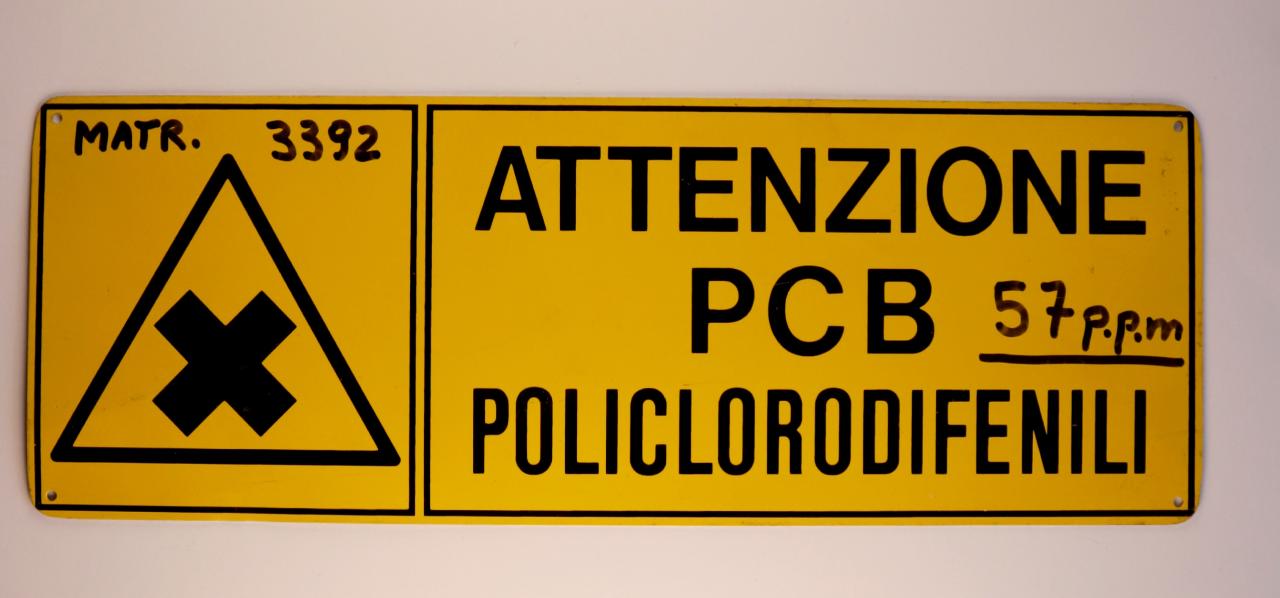 MATR. 3392
ATTENZIONE
PCB 57 p.p.m
POLICLORODIFENILI